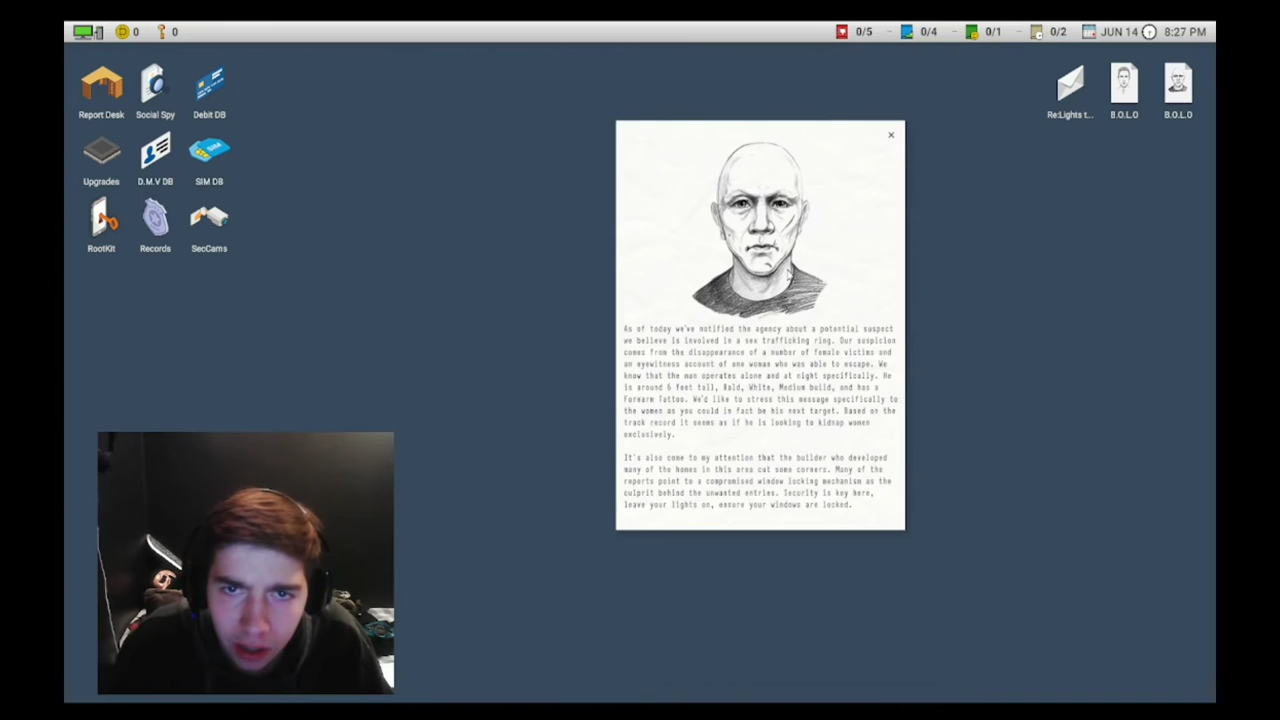 0 0 0/5 - 0/4 - 0/1 - 0/2 JUN 14 8:27 PM
Report Desk Social Spy Debit DB Re:Lights t... B.O.L.O B.O.L.O
Upgrades D.M.V DB SIM DB
RootKit Records SecCams
As of today we've notified the agency about a potential suspect
we believe is involved in a sex trafficking ring. Our suspicion
comes from the disappearance of a number of female victims and
an eyewitness account of one woman who was able to escape. We
know that the man operates alone and at night specifically. He
is around 6 feet tall, Bald, White, Medium build, and has a
Forearm Tattoo. We'd like to stress this message specifically to
the women as you could in fact be his next target. Based on the
track record it seems as if he is looking to kidnap women
exclusively.
It's also come to my attention that the builder who developed
many of the homes in this area cut some corners. Many of the
reports point to a compromised window locking mechanism as the
culprit behind the unwanted entries. Security is key here,
leave your lights on, ensure your windows are locked.